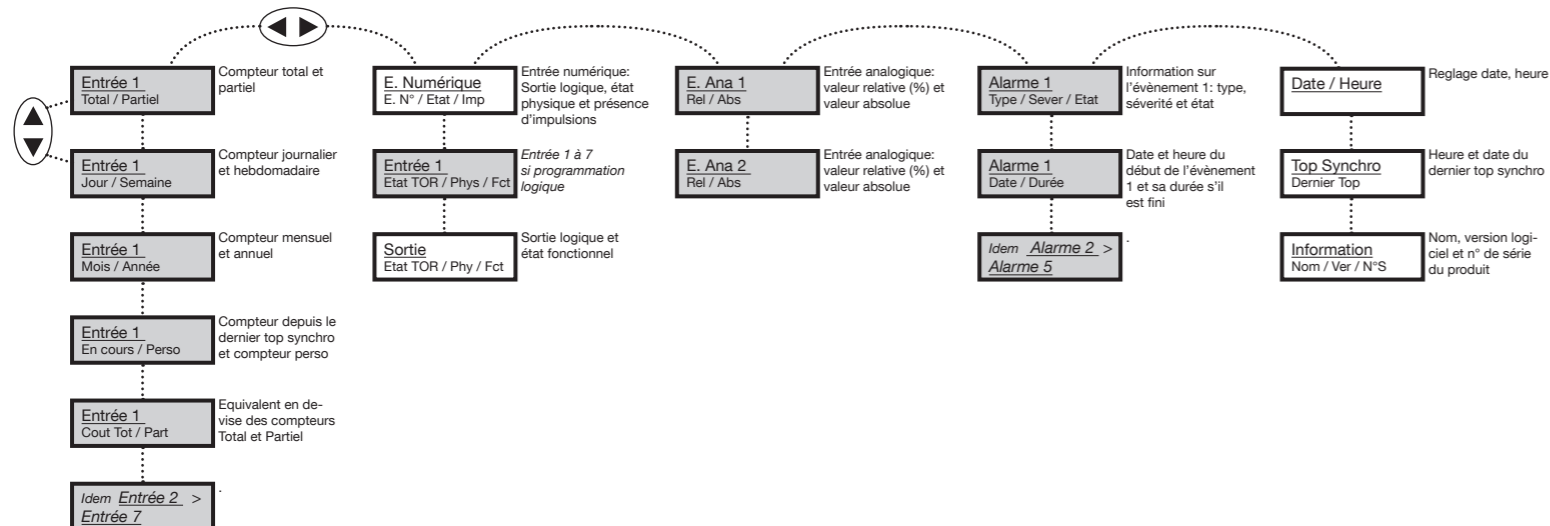 Entrée 1
Total / Partiel
Compteur total et
partiel
Entrée 1
Jour / Semaine
Compteur journalier
et hebdomadaire
Entrée 1
Mois / Année
Compteur mensuel
et annuel
Entrée 1
En cours / Perso
Compteur depuis le
dernier top synchro
et compteur perso
Entrée 1
Cout Tot / Part
Equivalent en de-
vise des compteurs
Total et Partiel
Idem Entrée 2 >
Entrée 7
.
E. Numérique
E. N° / Etat / Imp
Entrée numérique:
Sortie logique, état
physique et présence
d'impulsions
Entrée 1
Etat TOR / Phys / Fct
Entrée 1 à 7
si programmation
logique
Sortie
Etat TOR / Phy / Fct
Sortie logique et
état fonctionnel
E. Ana 1
Rel / Abs
Entrée analogique:
valeur relative (%) et
valeur absolue
E. Ana 2
Rel / Abs
Entrée analogique:
valeur relative (%) et
valeur absolue
Alarme 1
Type / Sever / Etat
Information sur
l'évènement 1: type,
séverité et état
Alarme 1
Date / Durée
Date et heure du
début de l'évènement
1 et sa durée s'il
est fini
Idem Alarme 2 >
Alarme 5
.
Date / Heure
Reglage date, heure
Top Synchro
Dernier Top
Heure et date du
dernier top synchro
Information
Nom / Ver / N°S
Nom, version logi-
ciel et n° de série
du produit